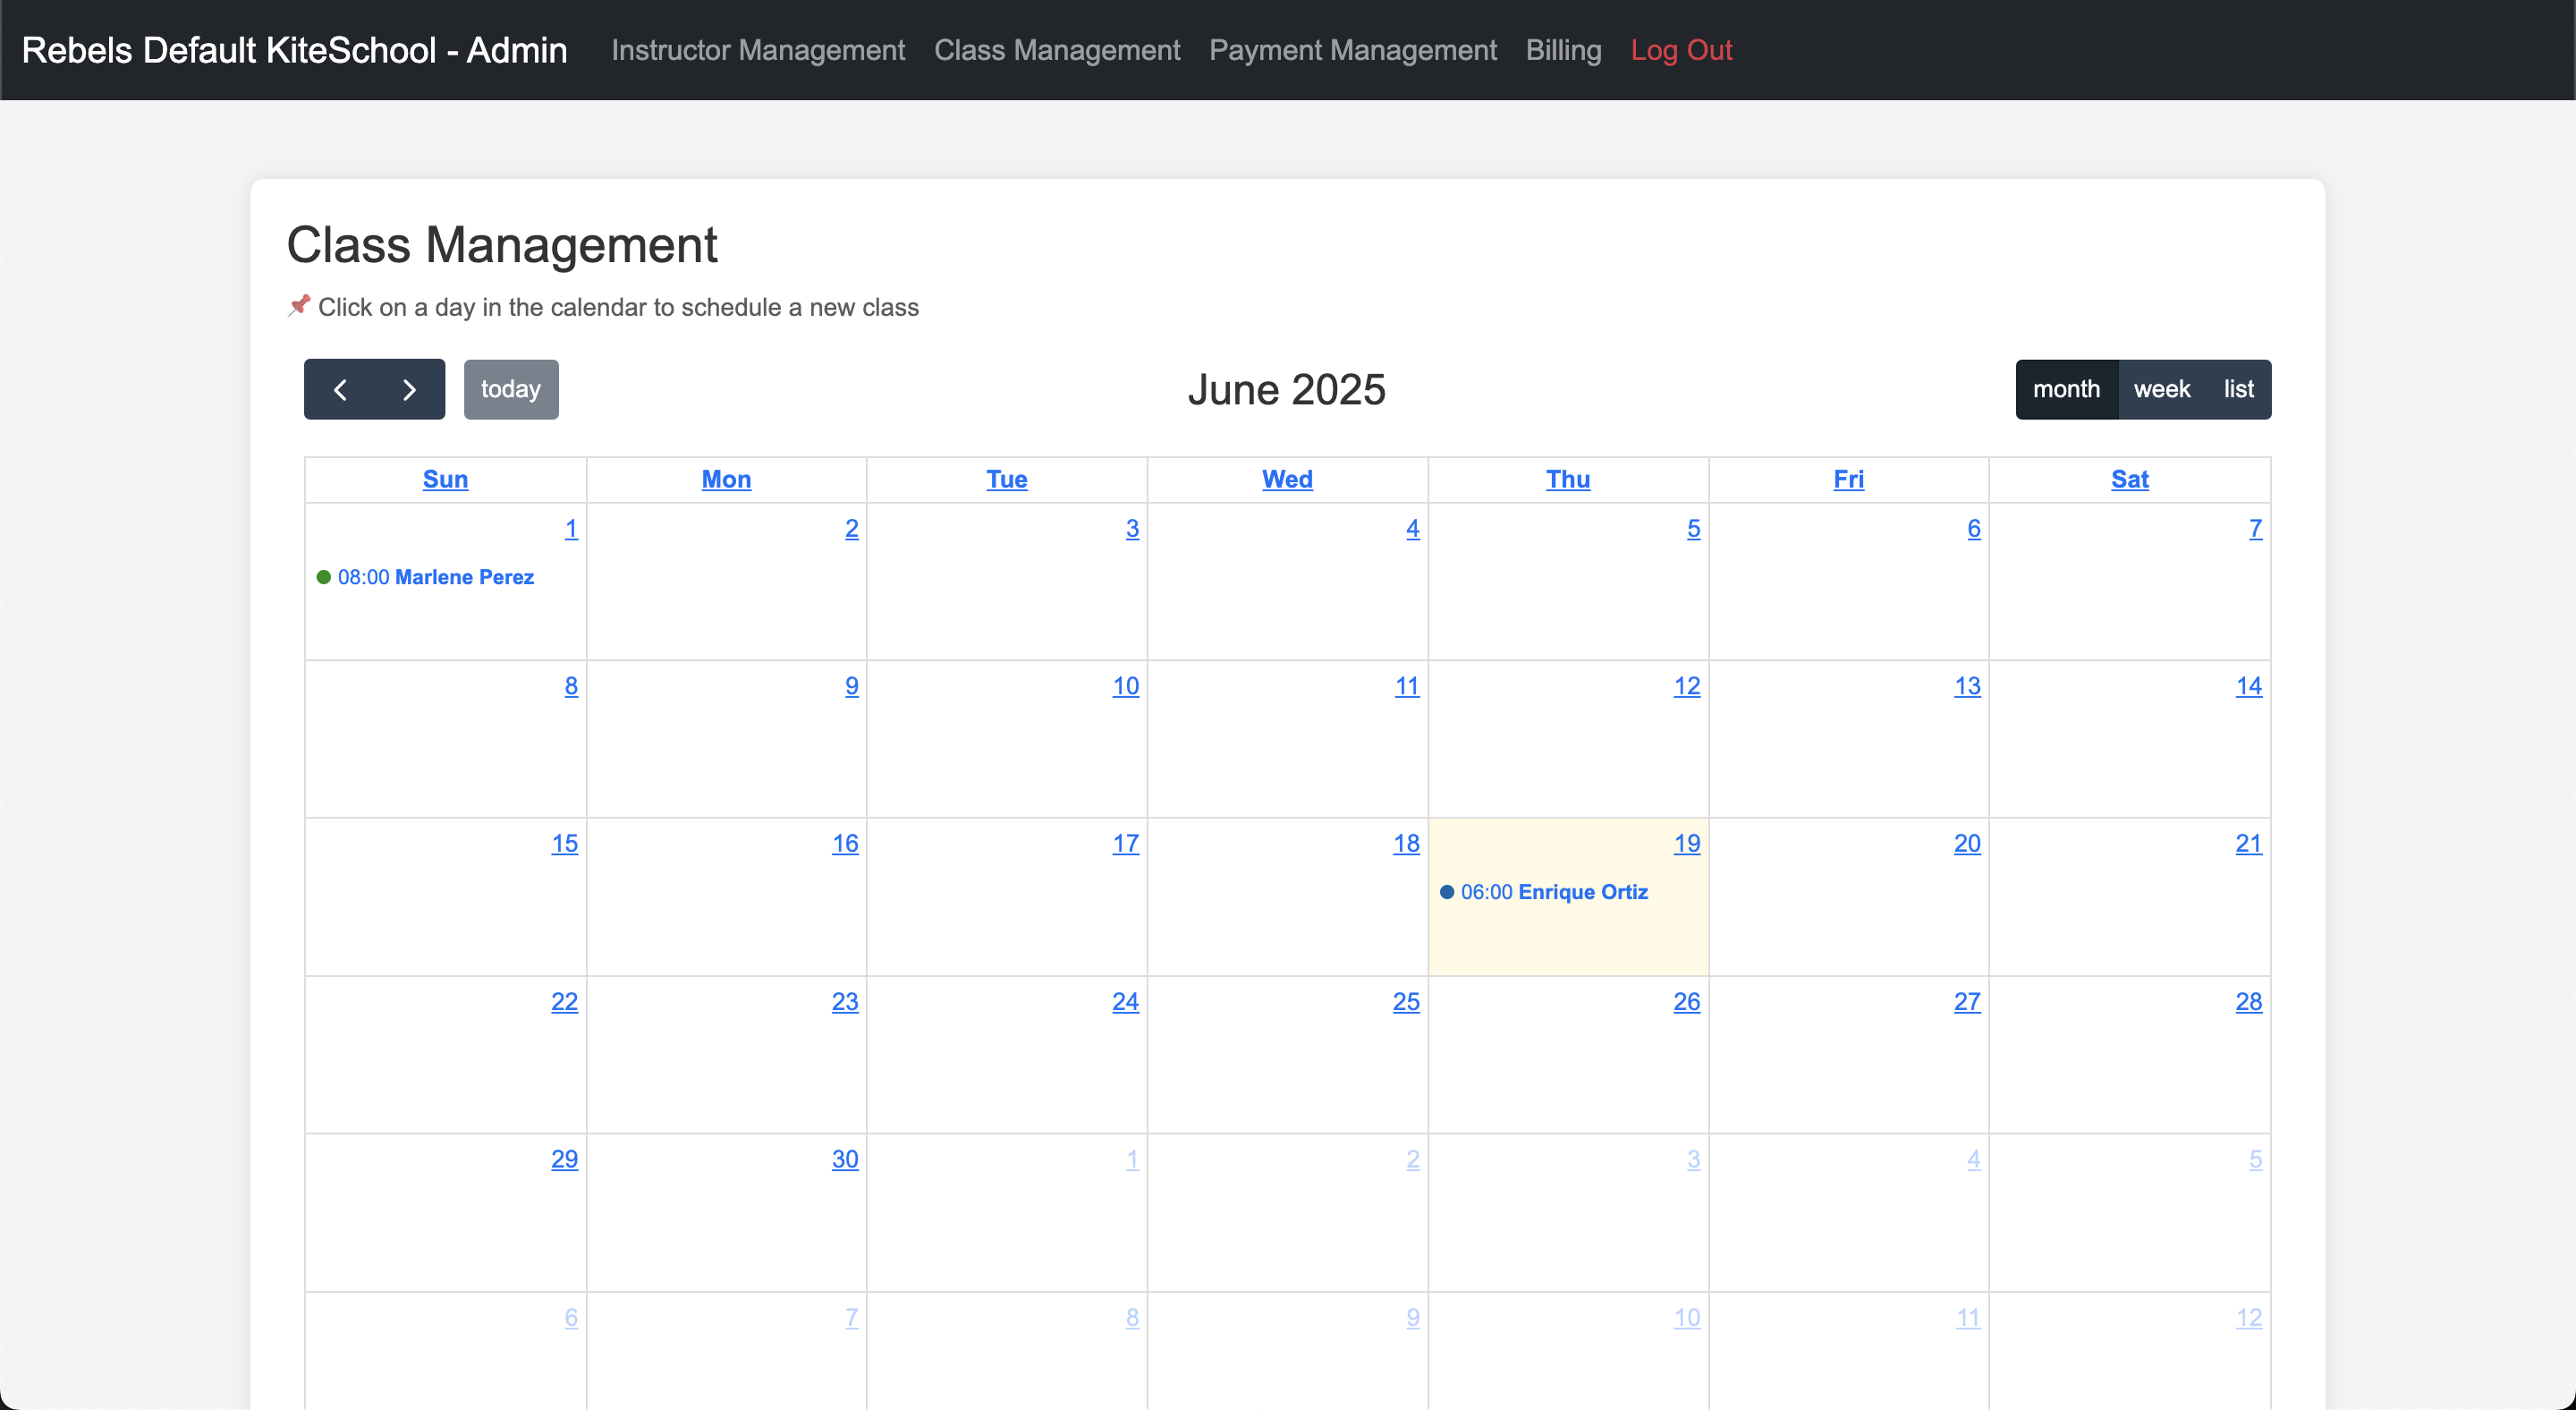 Rebels Default KiteSchool - Admin Instructor Management Class Management Payment Management Billing Log Out
Class Management
📌 Click on a day in the calendar to schedule a new class
today June 2025 month week list
Sun Mon Tue Wed Thu Fri Sat
1 2 3 4 5 6 7
08:00 Marlene Perez
8 9 10 11 12 13 14
15 16 17 18 19 20 21
06:00 Enrique Ortiz
22 23 24 25 26 27 28
29 30 1 2 3 4 5
6 7 8 9 10 11 12